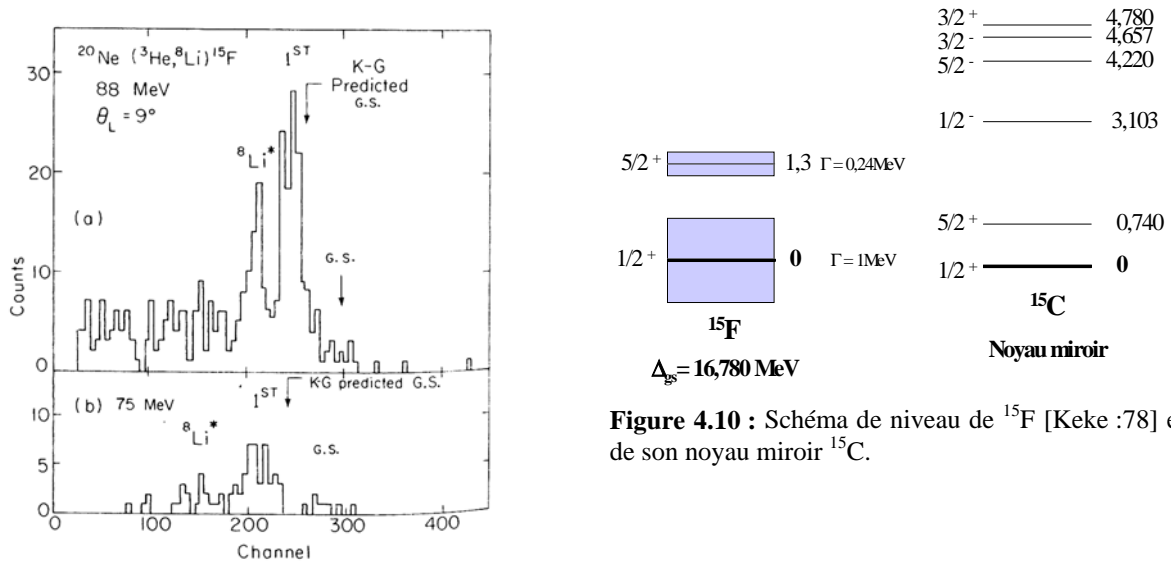 ²⁰Ne (³He,⁸Li)¹⁵F
88 MeV
θL = 9°
1ST
K-G
Predicted
G.S.
⁸Li*
(a)
G.S.
30
20
10
0
Counts
(b) 75 MeV
1ST
K-G predicted G.S.
⁸Li*
G.S.
10
5
0
0 100 200 300 400
Channel
5/2 + 1,3 Γ = 0,24MeV
1/2 + 0 Γ = 1MeV
¹⁵F
Δgs= 16,780 MeV
3/2 + 4,780
3/2 - 4,657
5/2 - 4,220
1/2 - 3,103
5/2 + 0,740
1/2 + 0
¹⁵C
Noyau miroir
Figure 4.10 : Schéma de niveau de ¹⁵F [Keke :78] e
de son noyau miroir ¹⁵C.